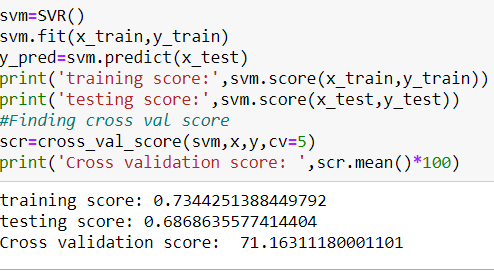 svm=SVR()
svm.fit(x_train,y_train)
y_pred=svm.predict(x_test)
print('training score:',svm.score(x_train,y_train))
print('testing score:',svm.score(x_test,y_test))
#Finding cross val score
scr=cross_val_score(svm,x,y,cv=5)
print('Cross validation score: ',scr.mean()*100)
training score: 0.7344251388449792
testing score: 0.6868635577414404
Cross validation score:  71.16311180001101